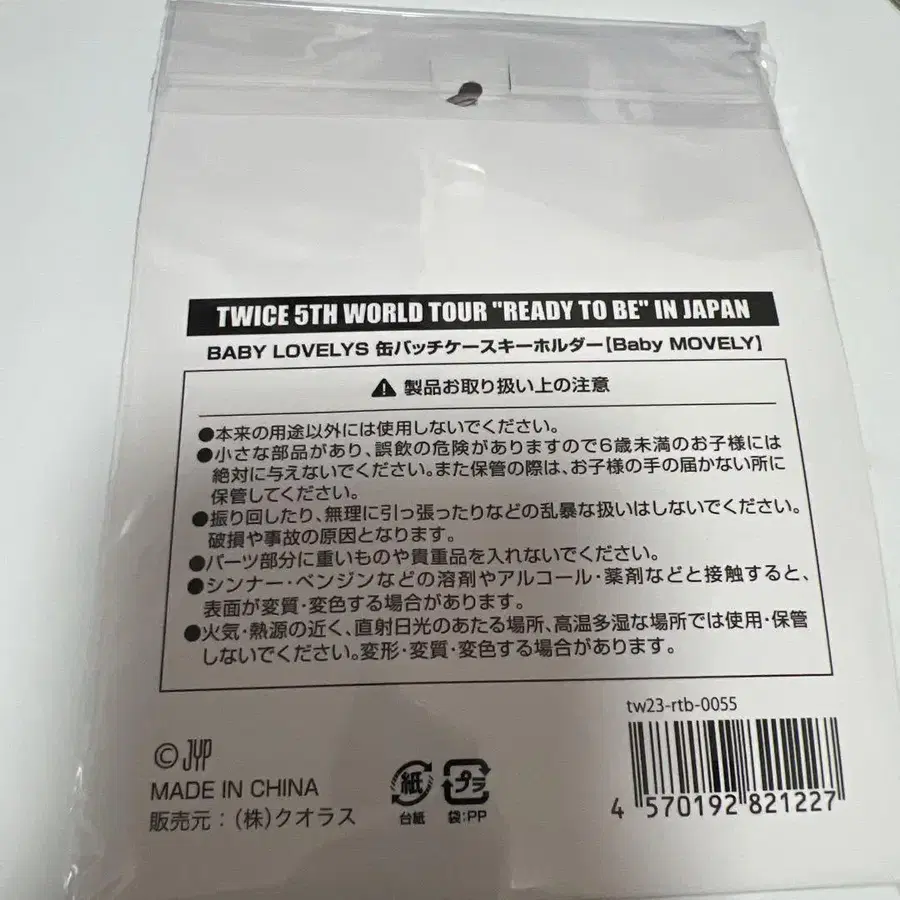 TWICE 5TH WORLD TOUR "READY TO BE" IN JAPAN
BABY LOVELYS 缶バッチケースキーホルダー【Baby MOVELY】
製品お取り扱い上の注意
●本来の用途以外には使用しないでください。
●小さな部品があり、誤飲の危険がありますので6歳未満のお子様には
絶対に与えないでください。また保管の際は、お子様の手の届かない所に
保管してください。
●振り回したり、無理に引っ張ったりなどの乱暴な扱いはしないでください。
破損や事故の原因となります。
●パーツ部分に重いものや貴重品を入れないでください。
●シンナー・ベンジンなどの溶剤やアルコール・薬剤などと接触すると、
表面が変質・変色する場合があります。
●火気・熱源の近く、直射日光のあたる場所、高温多湿な場所では使用・保管
しないでください。変形・変質・変色する場合があります。
tw23-rtb-0055
4 570192 821227
© JYP
MADE IN CHINA
販売元:(株)クオラス
紙
台紙
プラ
袋:PP